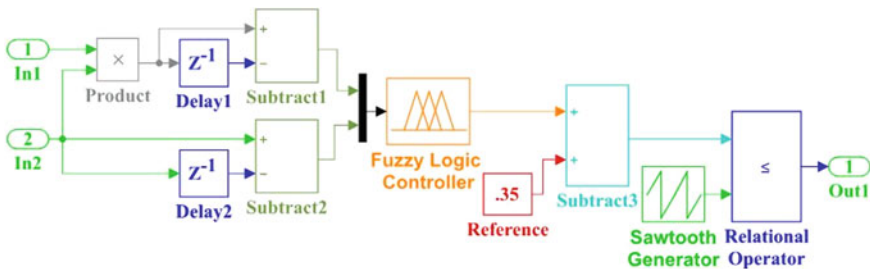 1
In1
×
Product
Z-1
Delay1
+
−
Subtract1
2
In2
Z-1
Delay2
+
−
Subtract2
Fuzzy Logic
Controller
.35
Reference
+
+
Subtract3
Sawtooth
Generator
≤
Relational
Operator
1
Out1